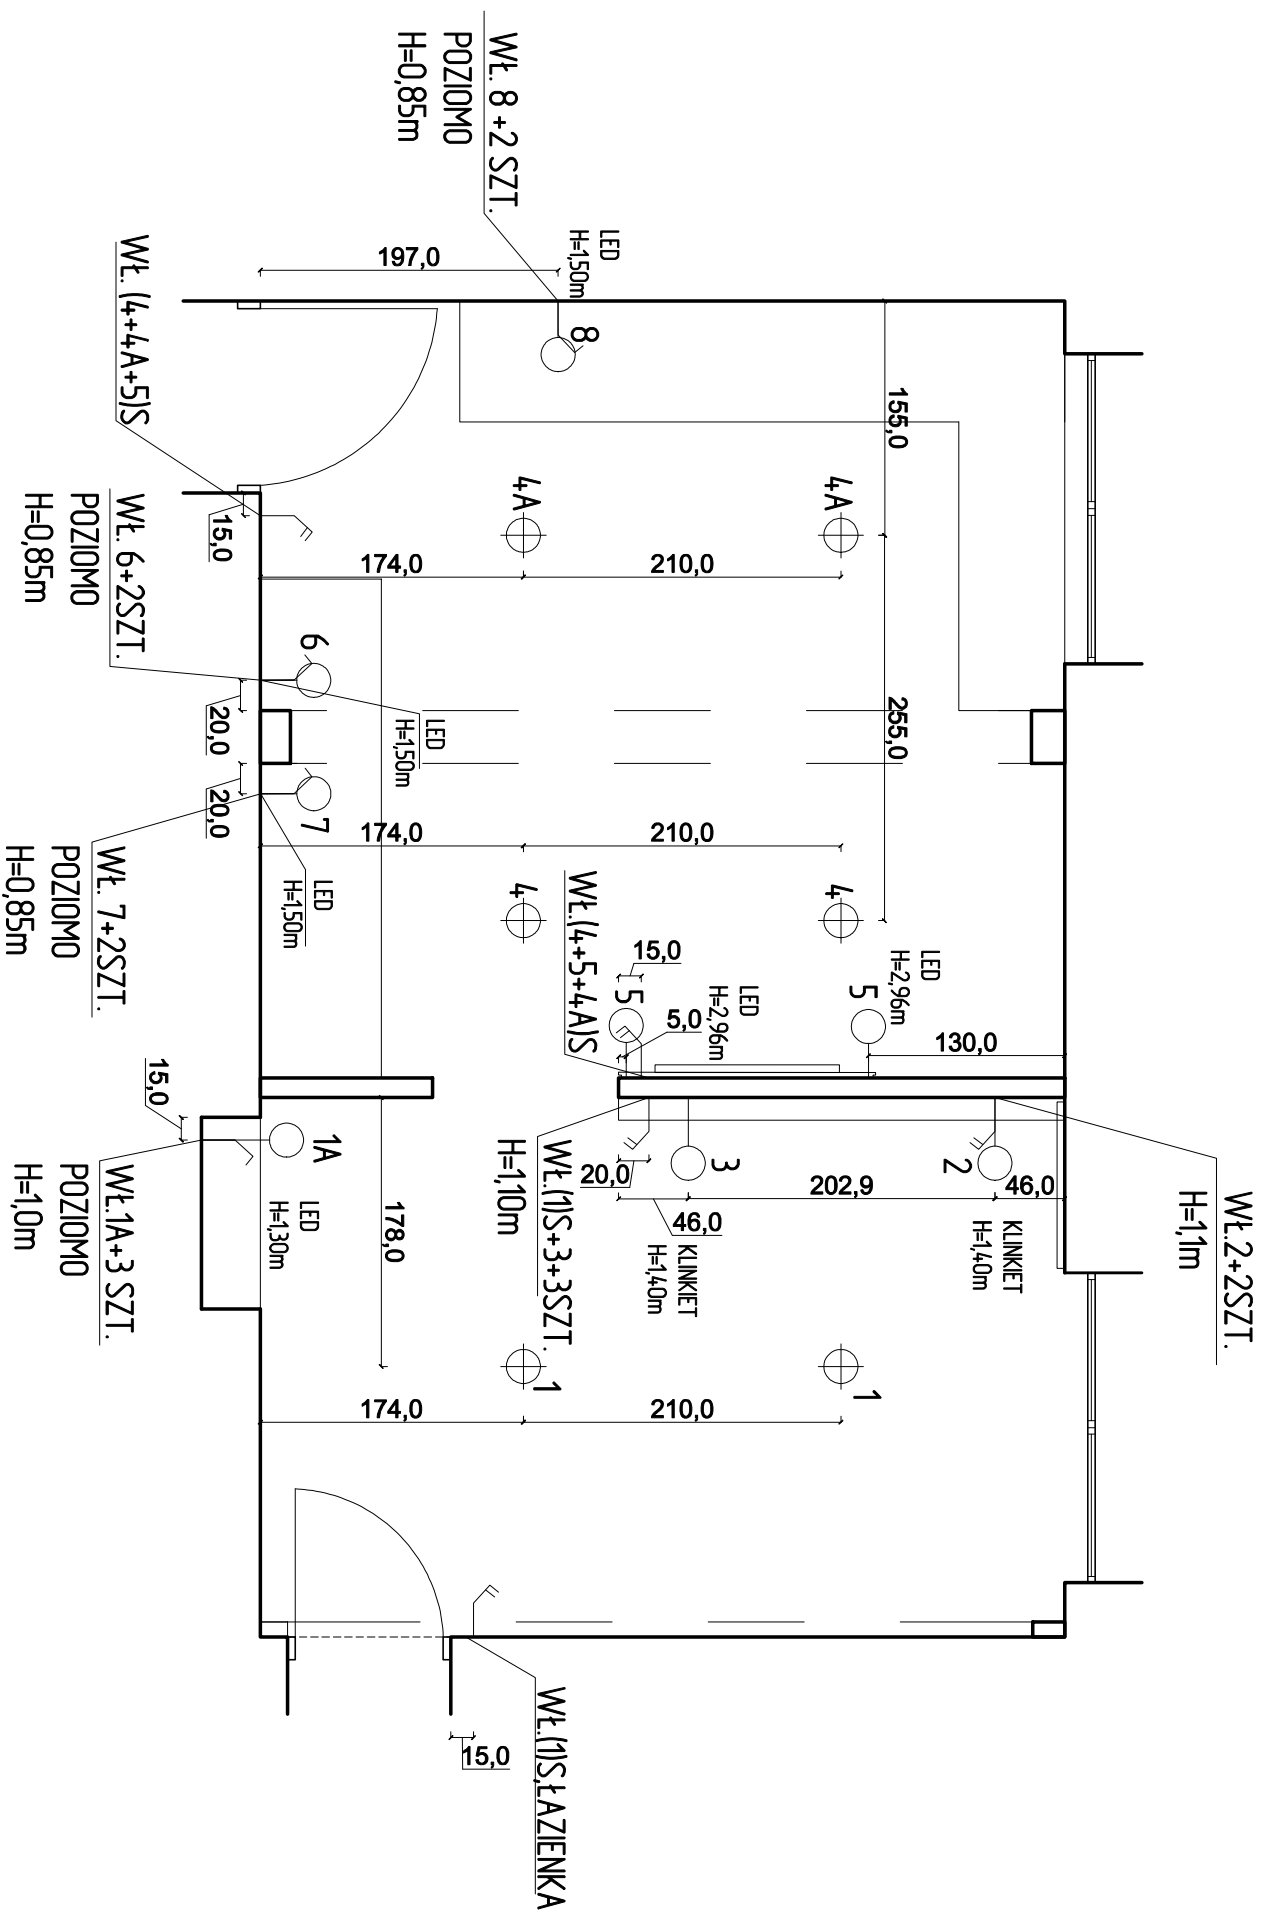 WŁ. 8 +2 SZT.
POZIOMO
H=0,85m
LED
H=1,50m
8
197,0
WŁ. (4+4A+5)S
15,0
155,0
4A
4A
174,0
210,0
WŁ. 6+2SZT.
POZIOMO
H=0,85m
6
20,0
LED
H=1,50m
255,0
20,0
7
WŁ. 7+2SZT.
POZIOMO
H=0,85m
LED
H=1,50m
174,0
210,0
4
4
WŁ.(4+5+4A)S
15,0
5
5,0
LED
H=2,96m
5
LED
H=2,96m
130,0
15,0
WŁ.1A+3 SZT.
POZIOMO
H=1,0m
1A
LED
H=1,30m
178,0
WŁ.(1)S+3+3SZT.
H=1,10m
20,0
3
46,0
KLINKIET
H=1,40m
202,9
2
46,0
KLINKIET
H=1,40m
WŁ.2+2SZT.
H=1,1m
1
1
174,0
210,0
WŁ.(1)S,ŁAZIENKA
15,0